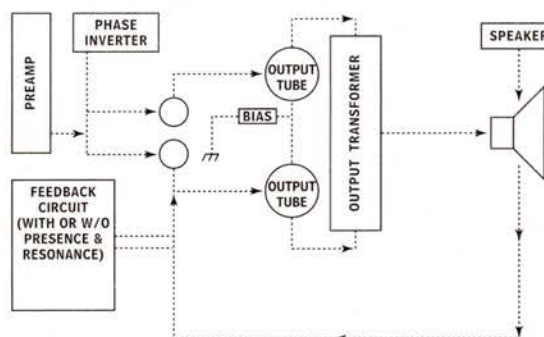 PREAMP
PHASE
INVERTER
OUTPUT
TUBE
BIAS
OUTPUT
TUBE
OUTPUT TRANSFORMER
SPEAKER
FEEDBACK
CIRCUIT
(WITH OR W/O
PRESENCE &
RESONANCE)